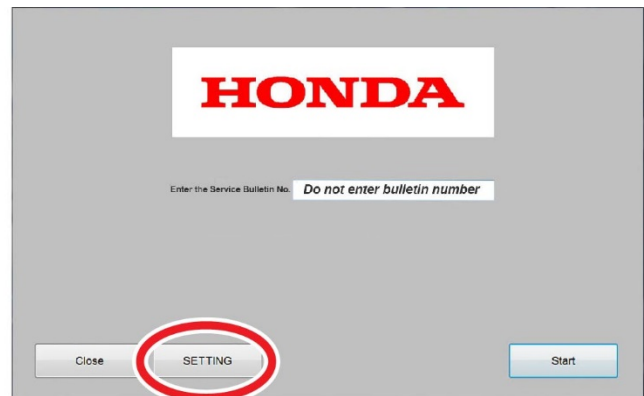 HONDA
Enter the Service Bulletin No. Do not enter bulletin number
Close SETTING Start